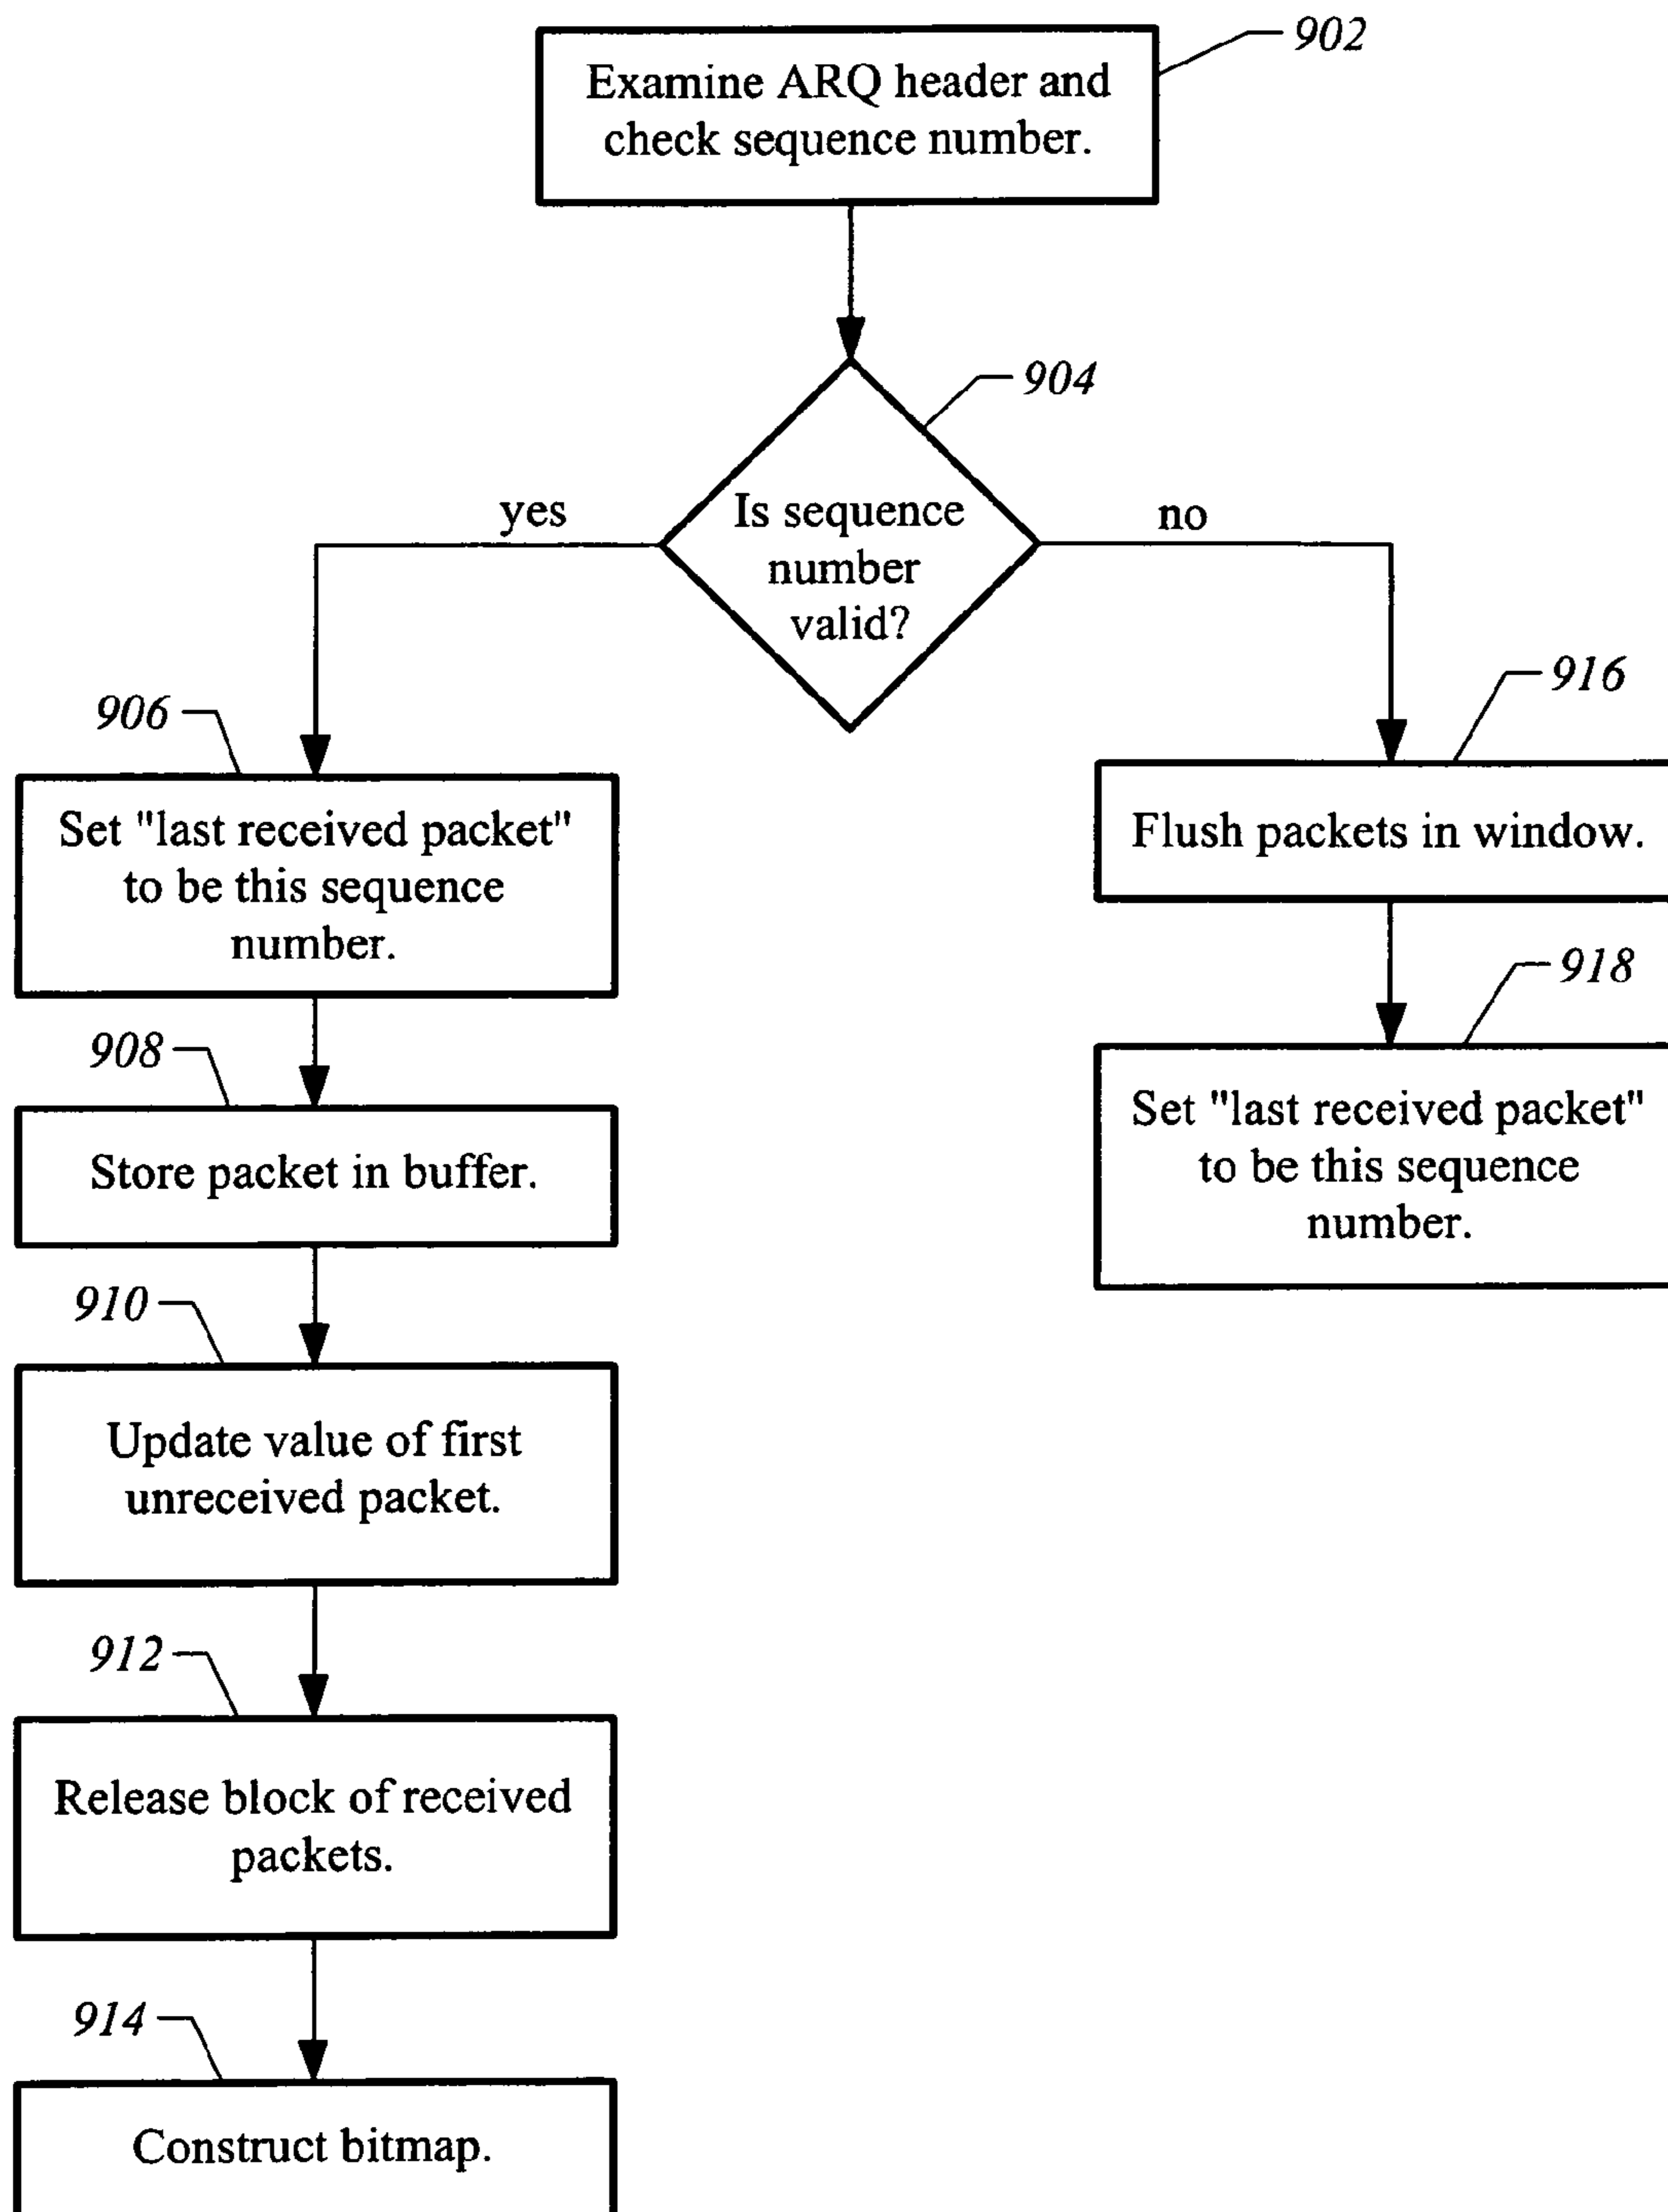 902
Examine ARQ header and
check sequence number.
904
Is sequence
number
valid?
yes
no
906
Set "last received packet"
to be this sequence
number.
908
Store packet in buffer.
910
Update value of first
unreceived packet.
912
Release block of received
packets.
914
Construct bitmap.
916
Flush packets in window.
918
Set "last received packet"
to be this sequence
number.